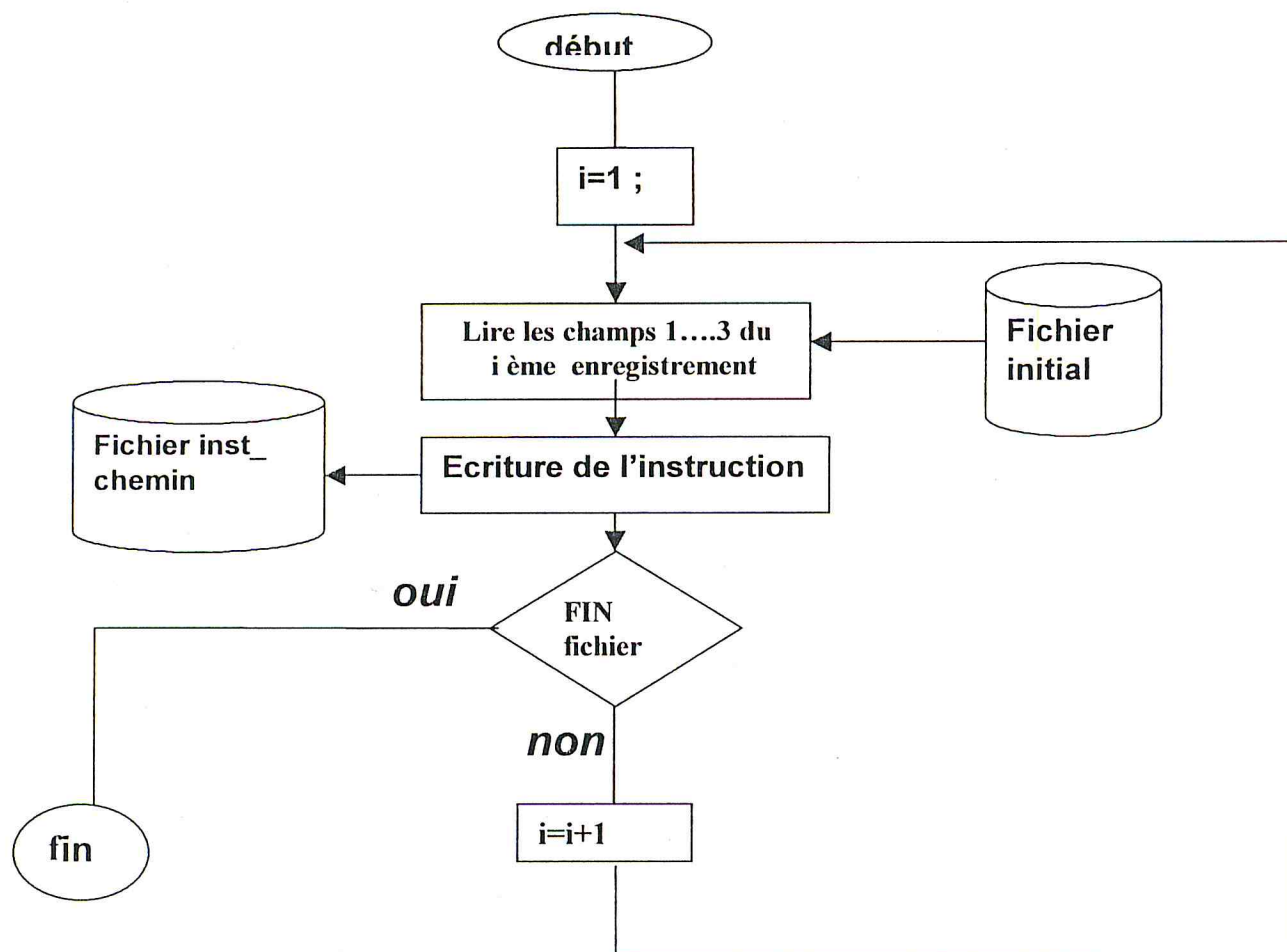 début
i=1 ;
Lire les champs 1....3 du
i ème enregistrement
Fichier
initial
Fichier inst_
chemin
Ecriture de l'instruction
oui
FIN
fichier
non
i=i+1
fin